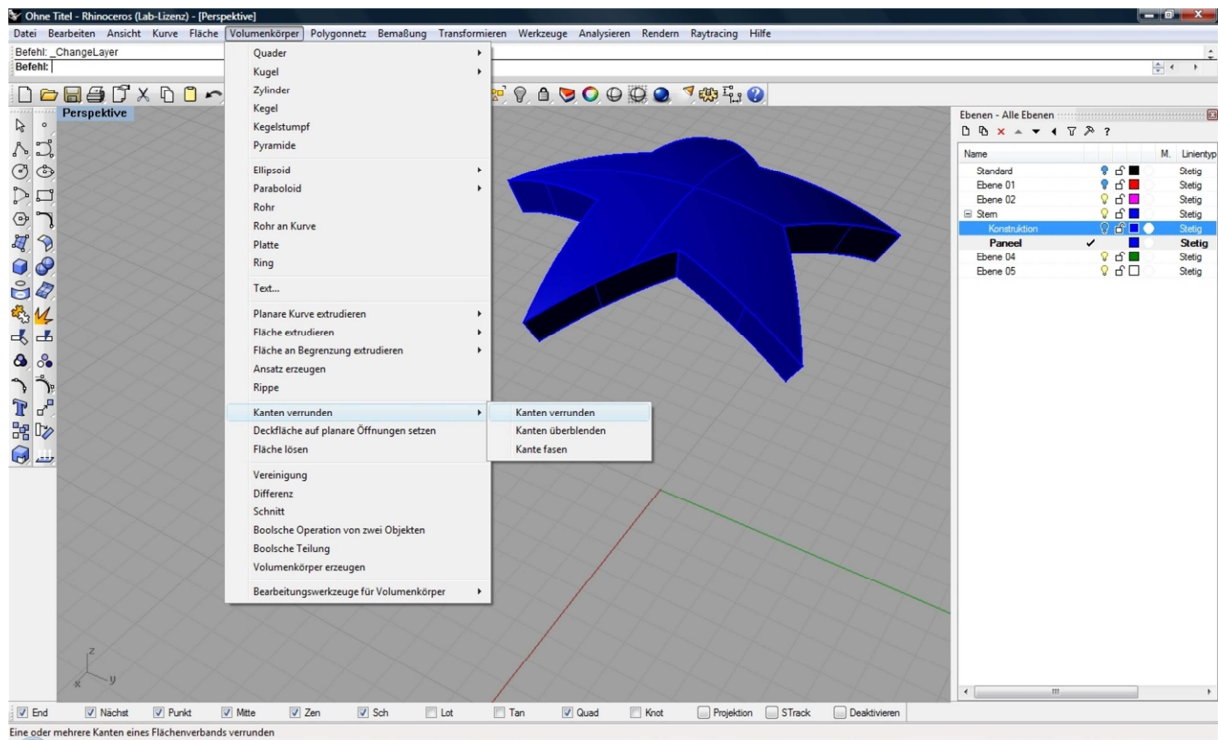 Ohne Titel - Rhinoceros (Lab-Lizenz) - [Perspektive]
Datei Bearbeiten Ansicht Kurve Fläche Volumenkörper Polygonnetz Bemaßung Transformieren Werkzeuge Analysieren Rendern Raytracing Hilfe
Befehl: _ChangeLayer
Befehl:
Perspektive
Quader
Kugel
Zylinder
Kegel
Kegelstumpf
Pyramide
Ellipsoid
Paraboloid
Rohr
Rohr an Kurve
Platte
Ring
Text...
Planare Kurve extrudieren
Fläche extrudieren
Fläche an Begrenzung extrudieren
Ansatz erzeugen
Rippe
Kanten verrunden
Deckfläche auf planare Öffnungen setzen
Fläche lösen
Vereinigung
Differenz
Schnitt
Boolsche Operation von zwei Objekten
Boolsche Teilung
Volumenkörper erzeugen
Bearbeitungswerkzeuge für Volumenkörper
Kanten verrunden
Kanten überblenden
Kante fasen
Ebenen - Alle Ebenen
Name M. Linientyp
Standard Stetig
Ebene 01 Stetig
Ebene 02 Stetig
Stern Stetig
Konstruktion Stetig
Paneel Stetig
Ebene 04 Stetig
Ebene 05 Stetig
z
x y
End Nächst Punkt Mitte Zen Sch Lot Tan Quad Knot Projektion STrack Deaktivieren
Eine oder mehrere Kanten eines Flächenverbands verrunden